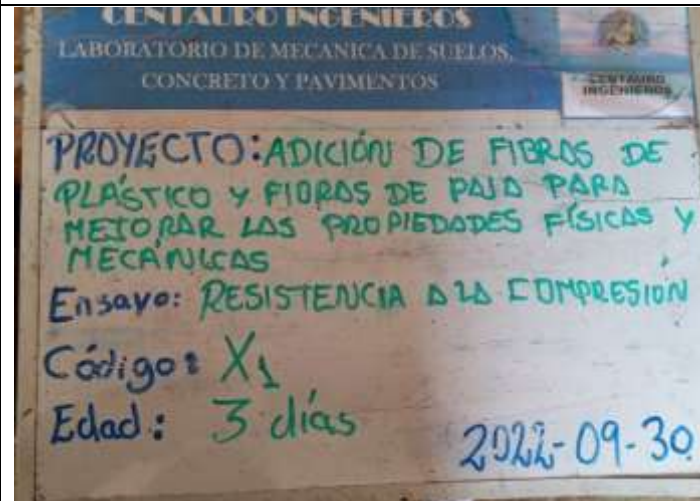 CENTAURO INGENIEROS
LABORATORIO DE MECANICA DE SUELOS,
CONCRETO Y PAVIMENTOS
CENTAURO
INGENIEROS
PROYECTO: ADICIÓN DE FIBRAS DE
PLÁSTICO Y FIBRAS DE PAJA PARA
MEJORAR LAS PROPIEDADES FÍSICAS Y
MECÁNICAS
Ensayo: RESISTENCIA A LA COMPRESIÓN
Código: X1
Edad: 3 días
2022-09-30